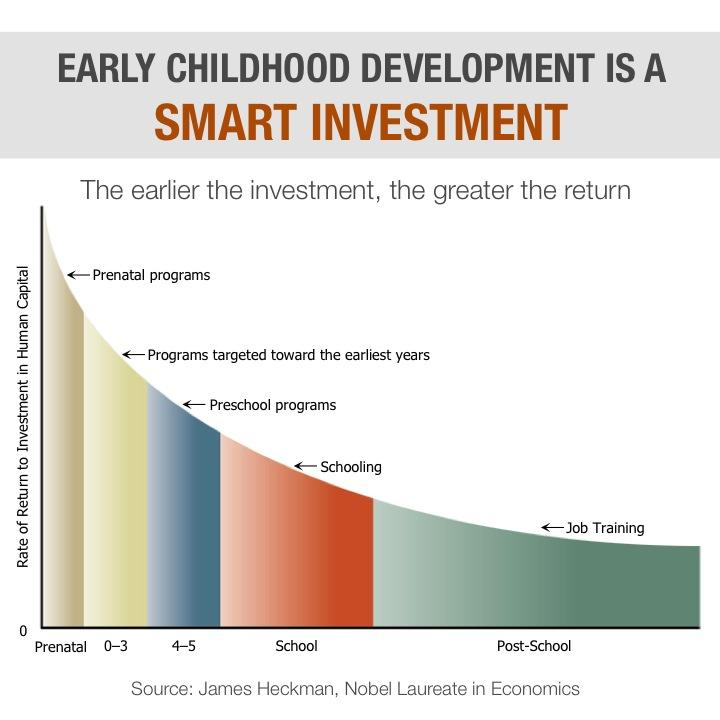 EARLY CHILDHOOD DEVELOPMENT IS A
SMART INVESTMENT
The earlier the investment, the greater the return
Rate of Return to Investment in Human Capital
Prenatal programs
Programs targeted toward the earliest years
Preschool programs
Schooling
Job Training
0
Prenatal 0–3 4–5 School Post-School
Source: James Heckman, Nobel Laureate in Economics